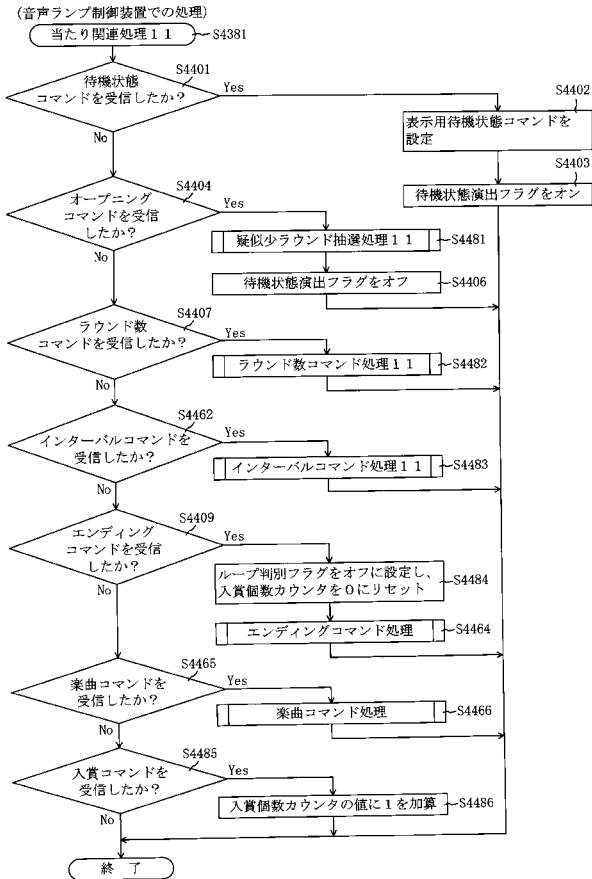 (音声ランプ制御装置での処理)
当たり関連処理11
S4381
S4401
待機状態
コマンドを受信したか?
Yes
No
S4402
表示用待機状態コマンドを
設定
S4403
待機状態演出フラグをオン
S4404
オープニング
コマンドを受信
したか?
Yes
No
疑似少ラウンド抽選処理11
S4481
待機状態演出フラグをオフ
S4406
S4407
ラウンド数
コマンドを受信したか?
Yes
No
ラウンド数コマンド処理11
S4482
S4462
インターバルコマンドを
受信したか?
Yes
No
インターバルコマンド処理11
S4483
S4409
エンディング
コマンドを受信
したか?
Yes
No
ループ判別フラグをオフに設定し、
入賞個数カウンタを0にリセット
S4484
エンディングコマンド処理
S4464
S4465
楽曲コマンドを
受信したか?
Yes
No
楽曲コマンド処理
S4466
S4485
入賞コマンドを
受信したか?
Yes
No
入賞個数カウンタの値に1を加算
S4486
終 了